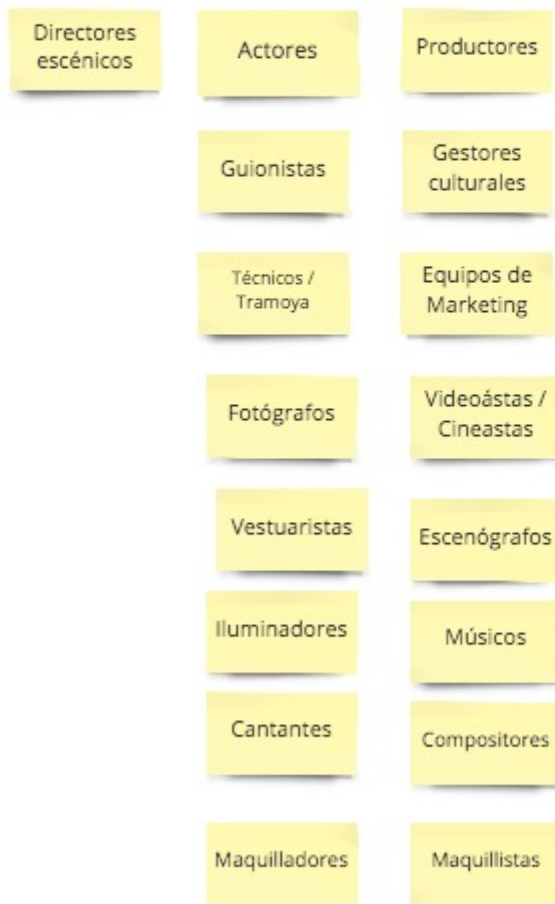 Directores
escénicos
Actores
Productores
Guionistas
Gestores
culturales
Técnicos /
Tramoya
Equipos de
Marketing
Fotógrafos
Videoástas /
Cineastas
Vestuaristas
Escenógrafos
Iluminadores
Músicos
Cantantes
Compositores
Maquilladores
Maquillistas